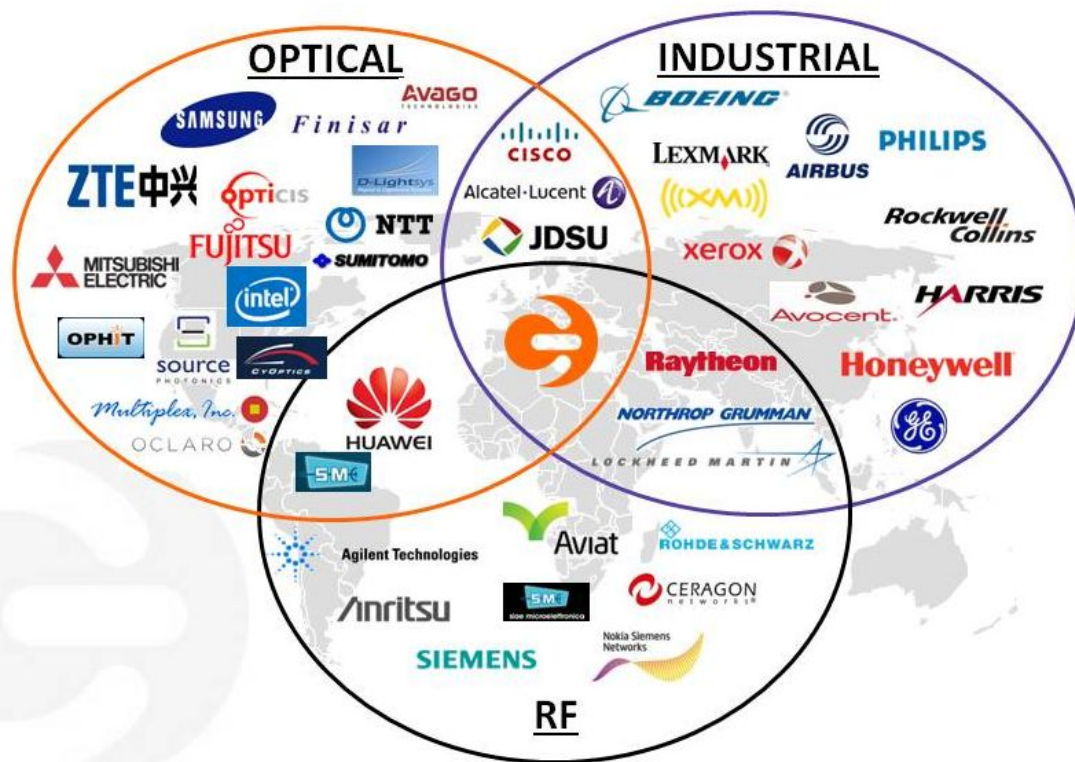 OPTICAL
INDUSTRIAL
SAMSUNG
Finisar
AVAGO
TECHNOLOGIES
ZTE中兴
OPTICIS
D-Lightsys
FUJITSU
NTT
SUMITOMO
MITSUBISHI
ELECTRIC
intel
OPHIT
source
PHOTONICS
CYOPTICS
Multiplex, Inc.
OCLARO
CISCO
Alcatel·Lucent
JDSU
BOEING
LEXMARK
AIRBUS
PHILIPS
((XM))
xerox
Rockwell
Collins
Avocent
HARRIS
Raytheon
Honeywell
NORTHROP GRUMMAN
LOCKHEED MARTIN
GE
HUAWEI
S·M
Agilent Technologies
Aviat
ROHDE&SCHWARZ
Anritsu
S·M
siae microelettronica
CERAGON
networks®
SIEMENS
Nokia Siemens
Networks
RF